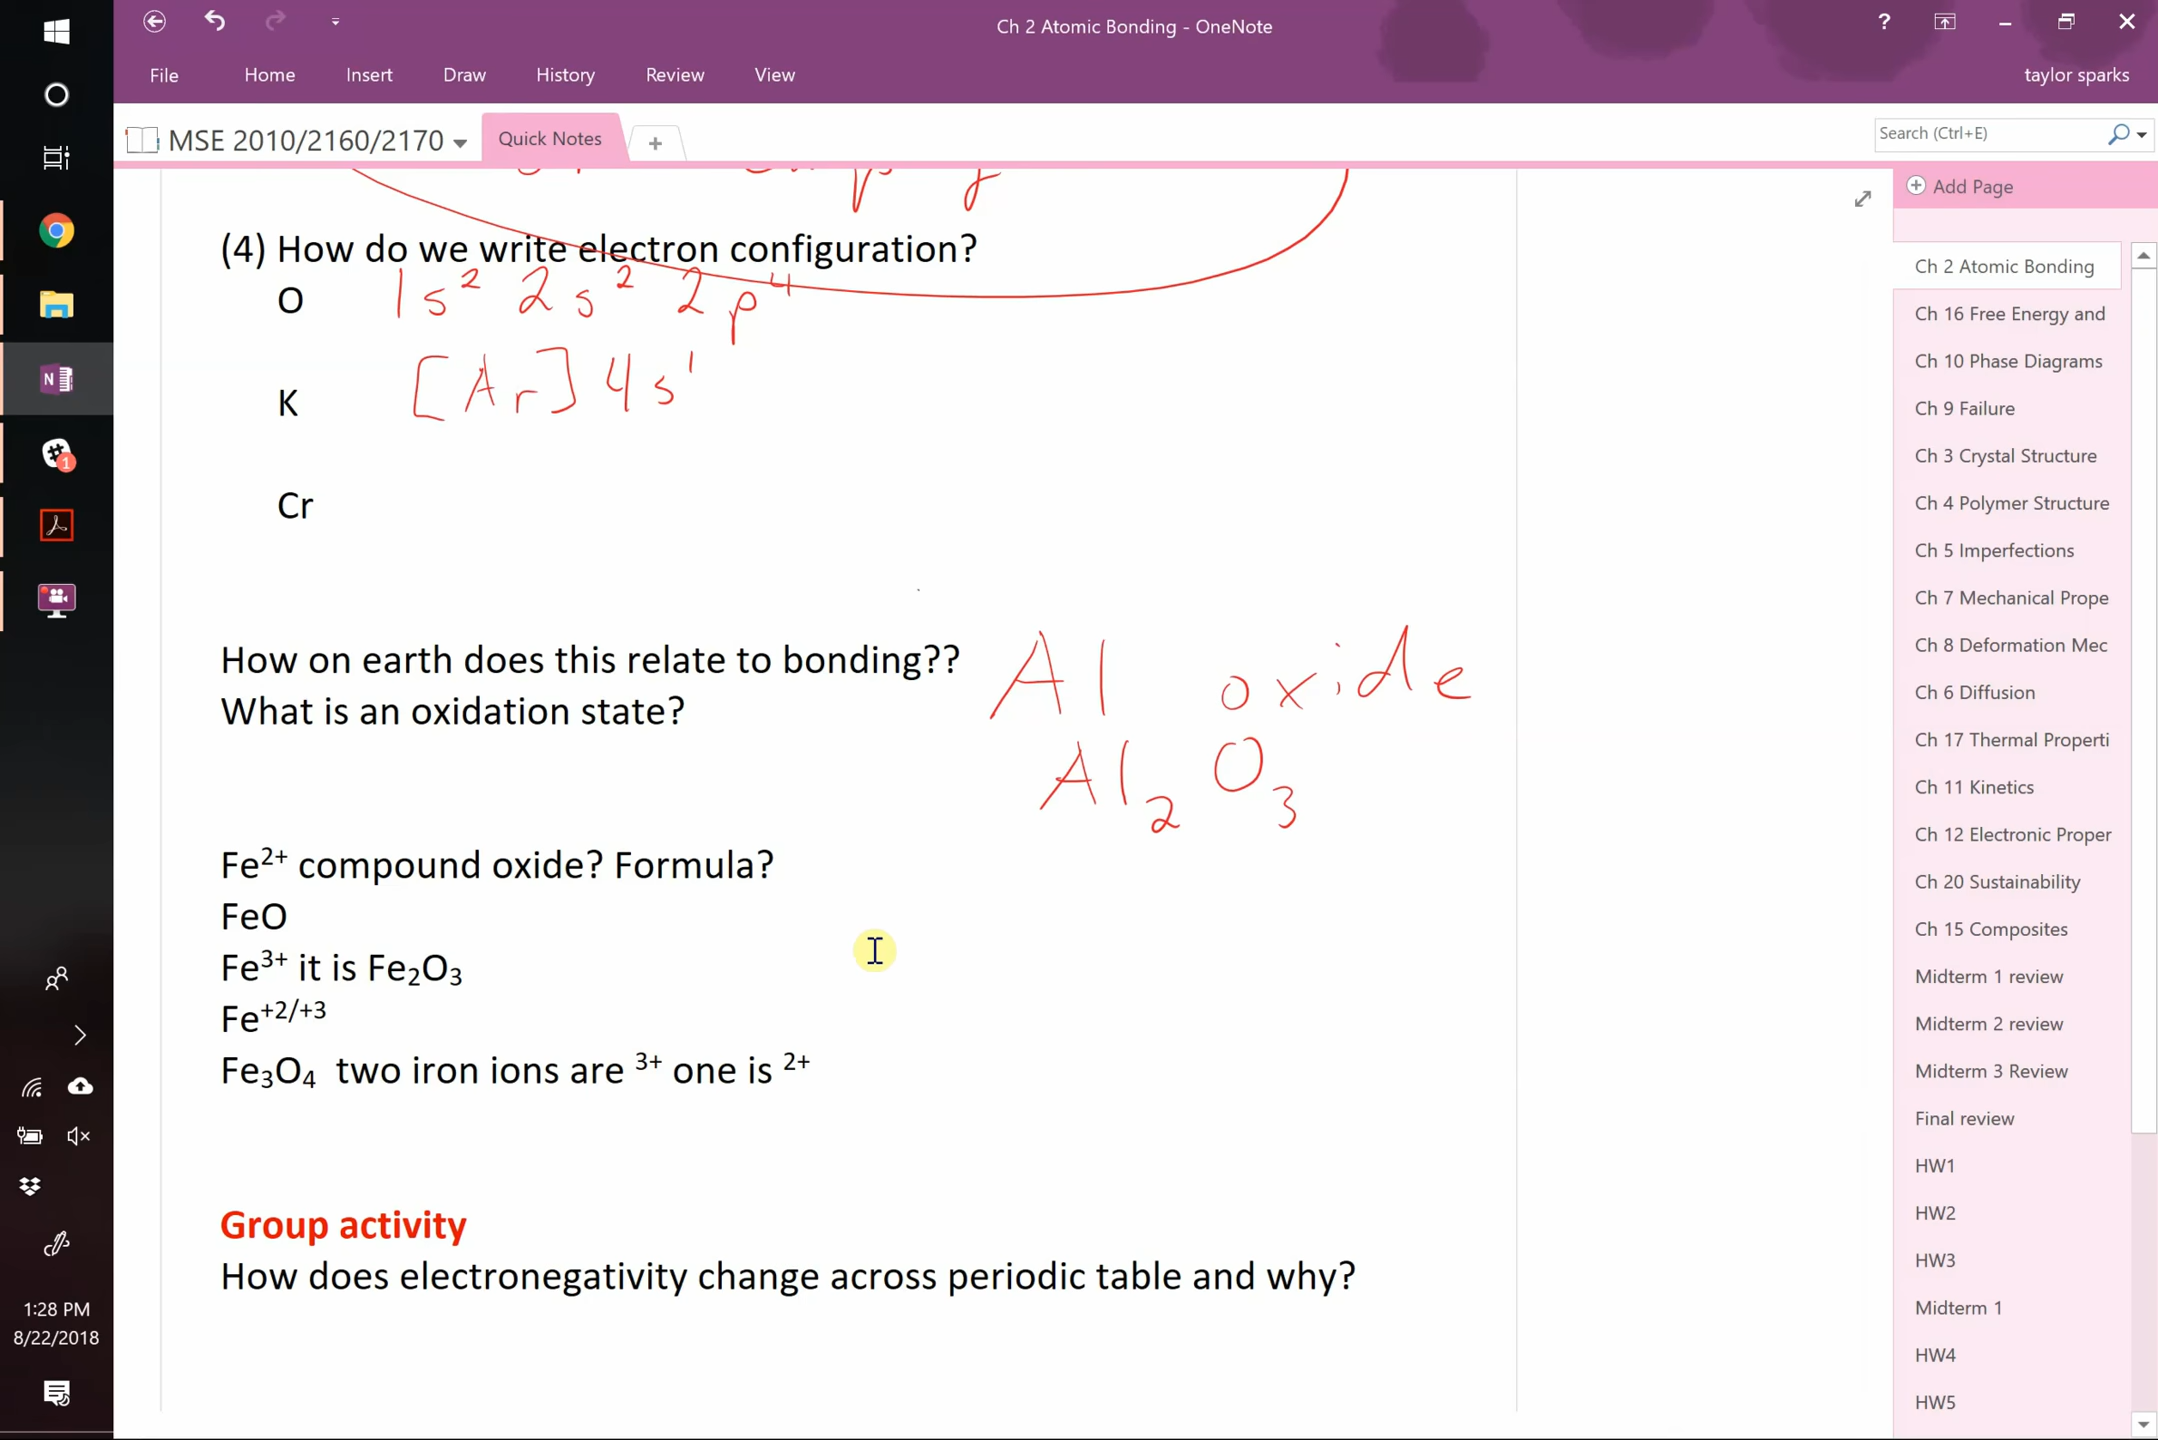 Ch 2 Atomic Bonding - OneNote
?
File Home Insert Draw History Review View
taylor sparks
MSE 2010/2160/2170
Quick Notes
+
Search (Ctrl+E)
Add Page
Ch 2 Atomic Bonding
Ch 16 Free Energy and
Ch 10 Phase Diagrams
Ch 9 Failure
Ch 3 Crystal Structure
Ch 4 Polymer Structure
Ch 5 Imperfections
Ch 7 Mechanical Prope
Ch 8 Deformation Mec
Ch 6 Diffusion
Ch 17 Thermal Properti
Ch 11 Kinetics
Ch 12 Electronic Proper
Ch 20 Sustainability
Ch 15 Composites
Midterm 1 review
Midterm 2 review
Midterm 3 Review
Final review
HW1
HW2
HW3
Midterm 1
HW4
HW5
(4) How do we write electron configuration?
O 1s² 2s² 2p⁴
K [Ar] 4s¹
Cr
How on earth does this relate to bonding??
Al oxide
What is an oxidation state?
Al₂O₃
Fe²⁺ compound oxide? Formula?
FeO
Fe³⁺ it is Fe₂O₃
Fe⁺²/⁺³
Fe₃O₄ two iron ions are ³⁺ one is ²⁺
Group activity
How does electronegativity change across periodic table and why?
N
1
1:28 PM
8/22/2018